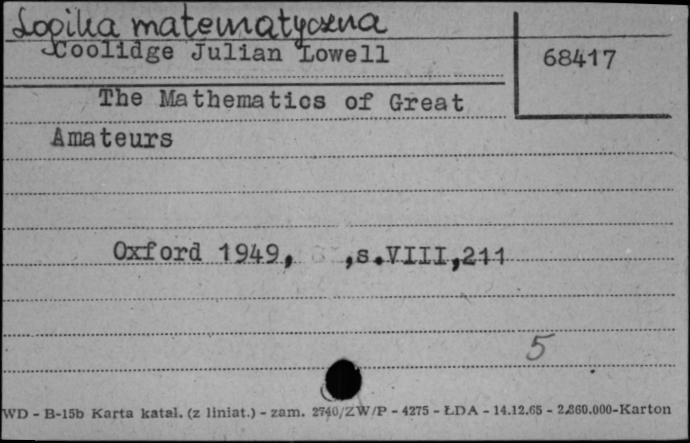 Logika matematyczna
Coolidge Julian Lowell
68417
The Mathematics of Great
Amateurs
Oxford 1949, ,s.VIII,211
5
WD - B-15b Karta katal. (z liniat.) - zam. 2740/ZW/P - 4275 - ŁDA - 14.12.65 - 2.860.000-Karton